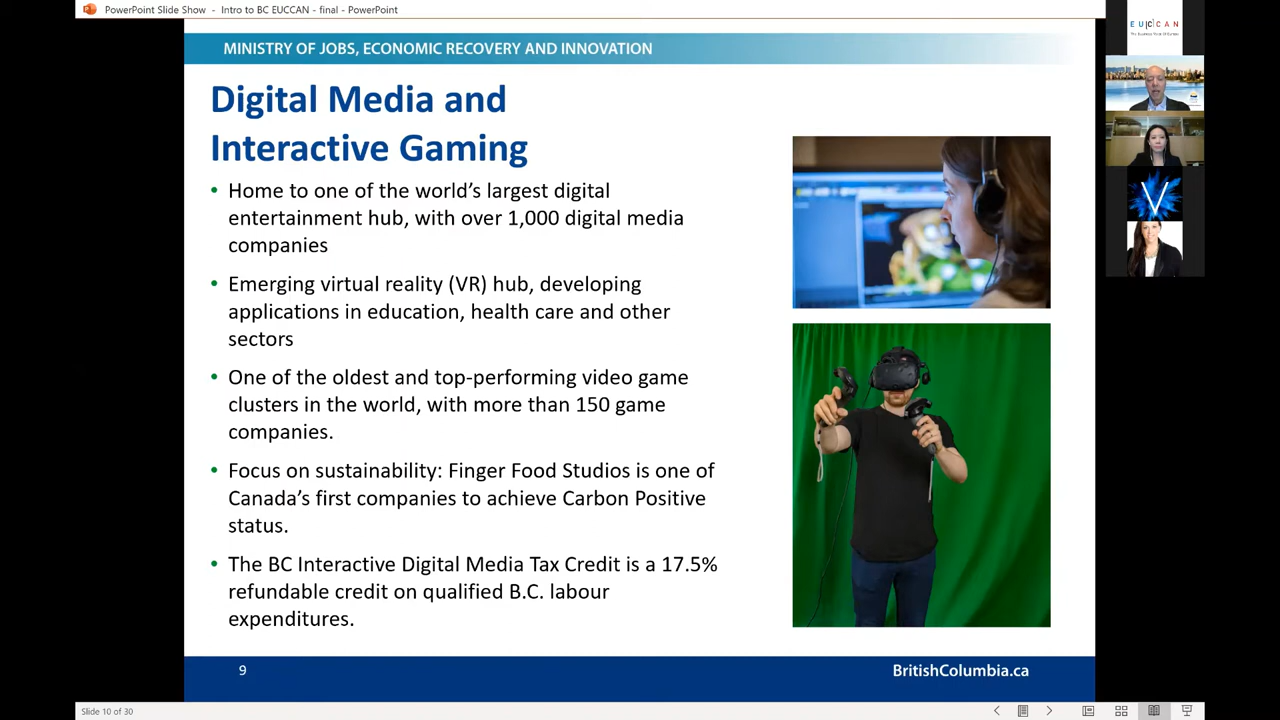 PowerPoint Slide Show - Intro to BC EUCCAN - final - PowerPoint
EU|C|CAN
MINISTRY OF JOBS, ECONOMIC RECOVERY AND INNOVATION
Digital Media and
Interactive Gaming
• Home to one of the world's largest digital
entertainment hub, with over 1,000 digital media
companies
• Emerging virtual reality (VR) hub, developing
applications in education, health care and other
sectors
• One of the oldest and top-performing video game
clusters in the world, with more than 150 game
companies.
• Focus on sustainability: Finger Food Studios is one of
Canada's first companies to achieve Carbon Positive
status.
• The BC Interactive Digital Media Tax Credit is a 17.5%
refundable credit on qualified B.C. labour
expenditures.
V
9
BritishColumbia.ca
Slide 10 of 30